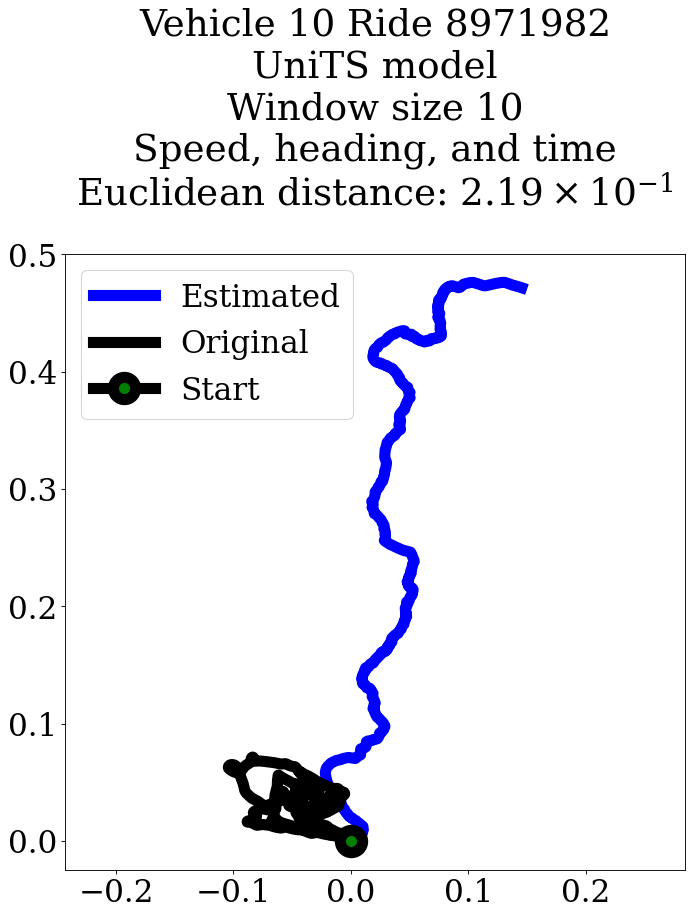 Vehicle 10 Ride 8971982
UniTS model
Window size 10
Speed, heading, and time
Euclidean distance: 2.19 × 10⁻¹
0.5
Estimated
Original
Start
0.4
0.3
0.2
0.1
0.0
−0.2 −0.1 0.0 0.1 0.2